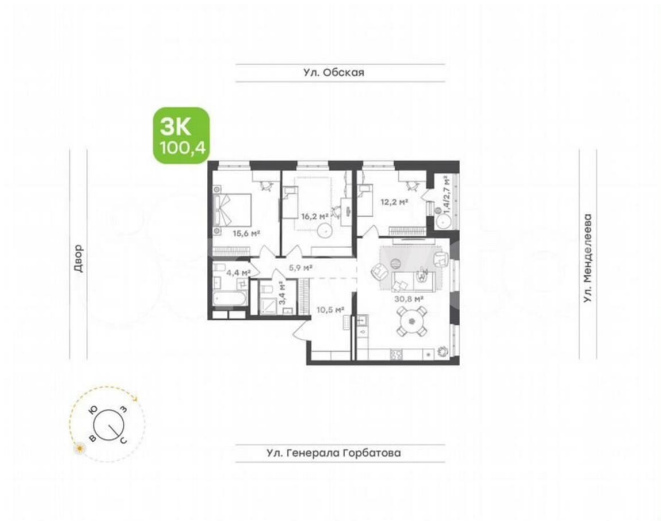 Ул. Обская
3К
100,4
1,4/2,7 м²
12,2 м²
16,2 м²
15,6 м²
Двор
Ул. Менделеева
4,4 м²
5,9 м²
3,4 м²
10,5 м²
30,8 м²
Ю
З
В
С
Ул. Генерала Горбатова